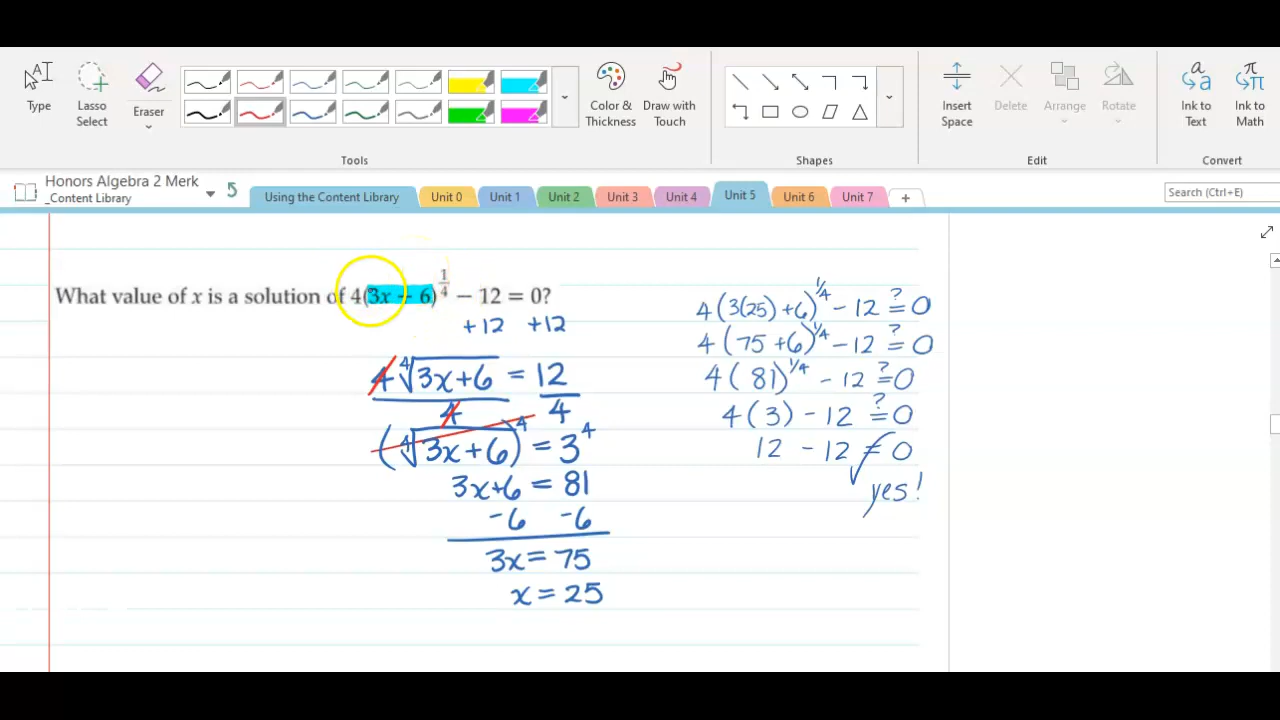 Type
Lasso Select
Eraser
Color & Thickness
Draw with Touch
Insert Space
Delete
Arrange
Rotate
Ink to Text
Ink to Math
Tools
Shapes
Edit
Convert
Honors Algebra 2 Merk
_Content Library
Using the Content Library
Unit 0
Unit 1
Unit 2
Unit 3
Unit 4
Unit 5
Unit 6
Unit 7
+
Search (Ctrl+E)
What value of x is a solution of 4(3x + 6)^(1/4) − 12 = 0?
+12 +12
4∜(3x+6) = 12
4 4
(∜(3x+6))^4 = 3^4
3x+6 = 81
-6 -6
3x = 75
x = 25
4(3(25)+6)^(1/4) - 12 ?= 0
4(75+6)^(1/4) - 12 ?= 0
4(81)^(1/4) - 12 ?= 0
4(3) - 12 ?= 0
12 - 12 = 0
yes!